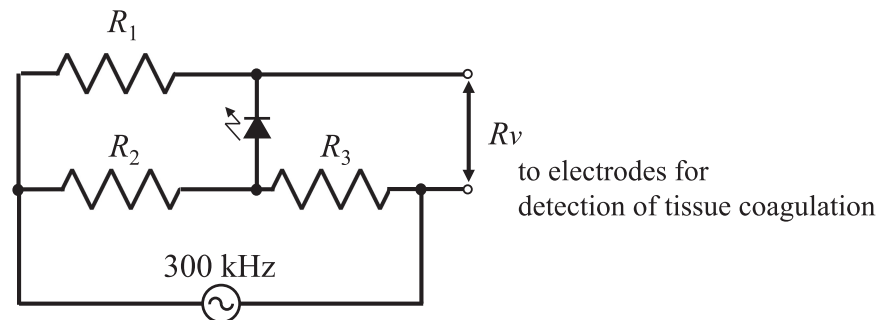 R1
R2
R3
Rv
to electrodes for
detection of tissue coagulation
300 kHz